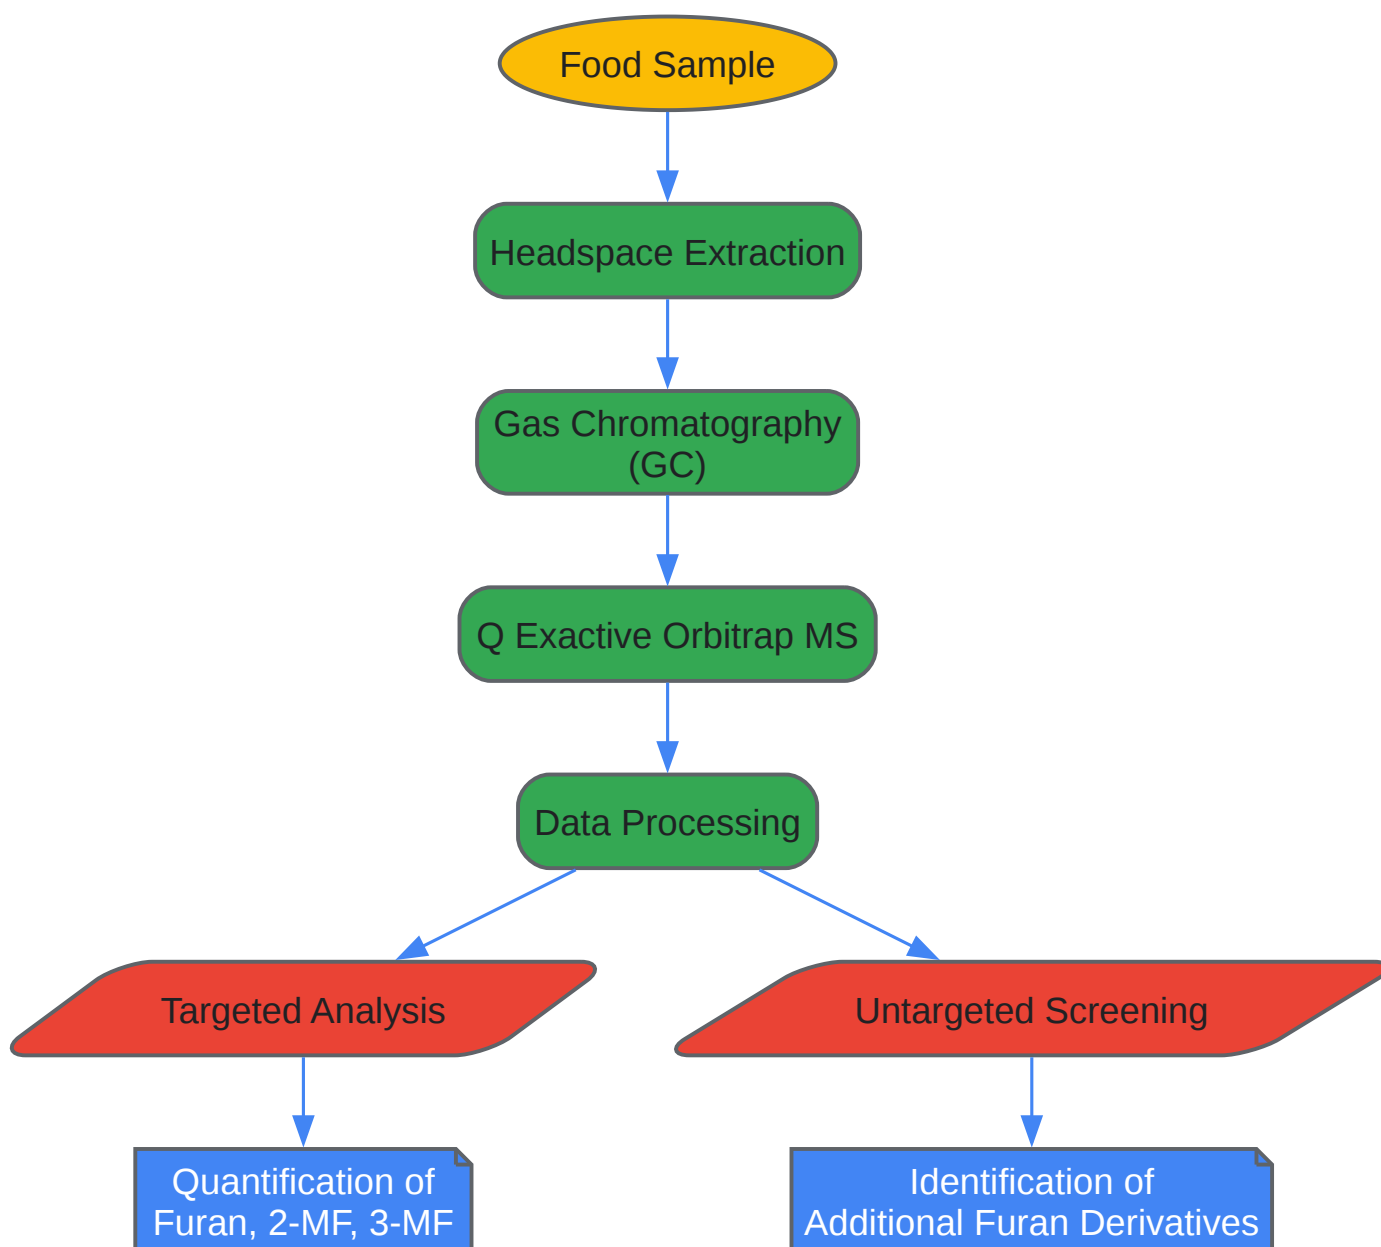 Food Sample
Headspace Extraction
Gas Chromatography
(GC)
Q Exactive Orbitrap MS
Data Processing
Targeted Analysis
Untargeted Screening
Quantification of
Furan, 2-MF, 3-MF
Identification of
Additional Furan Derivatives